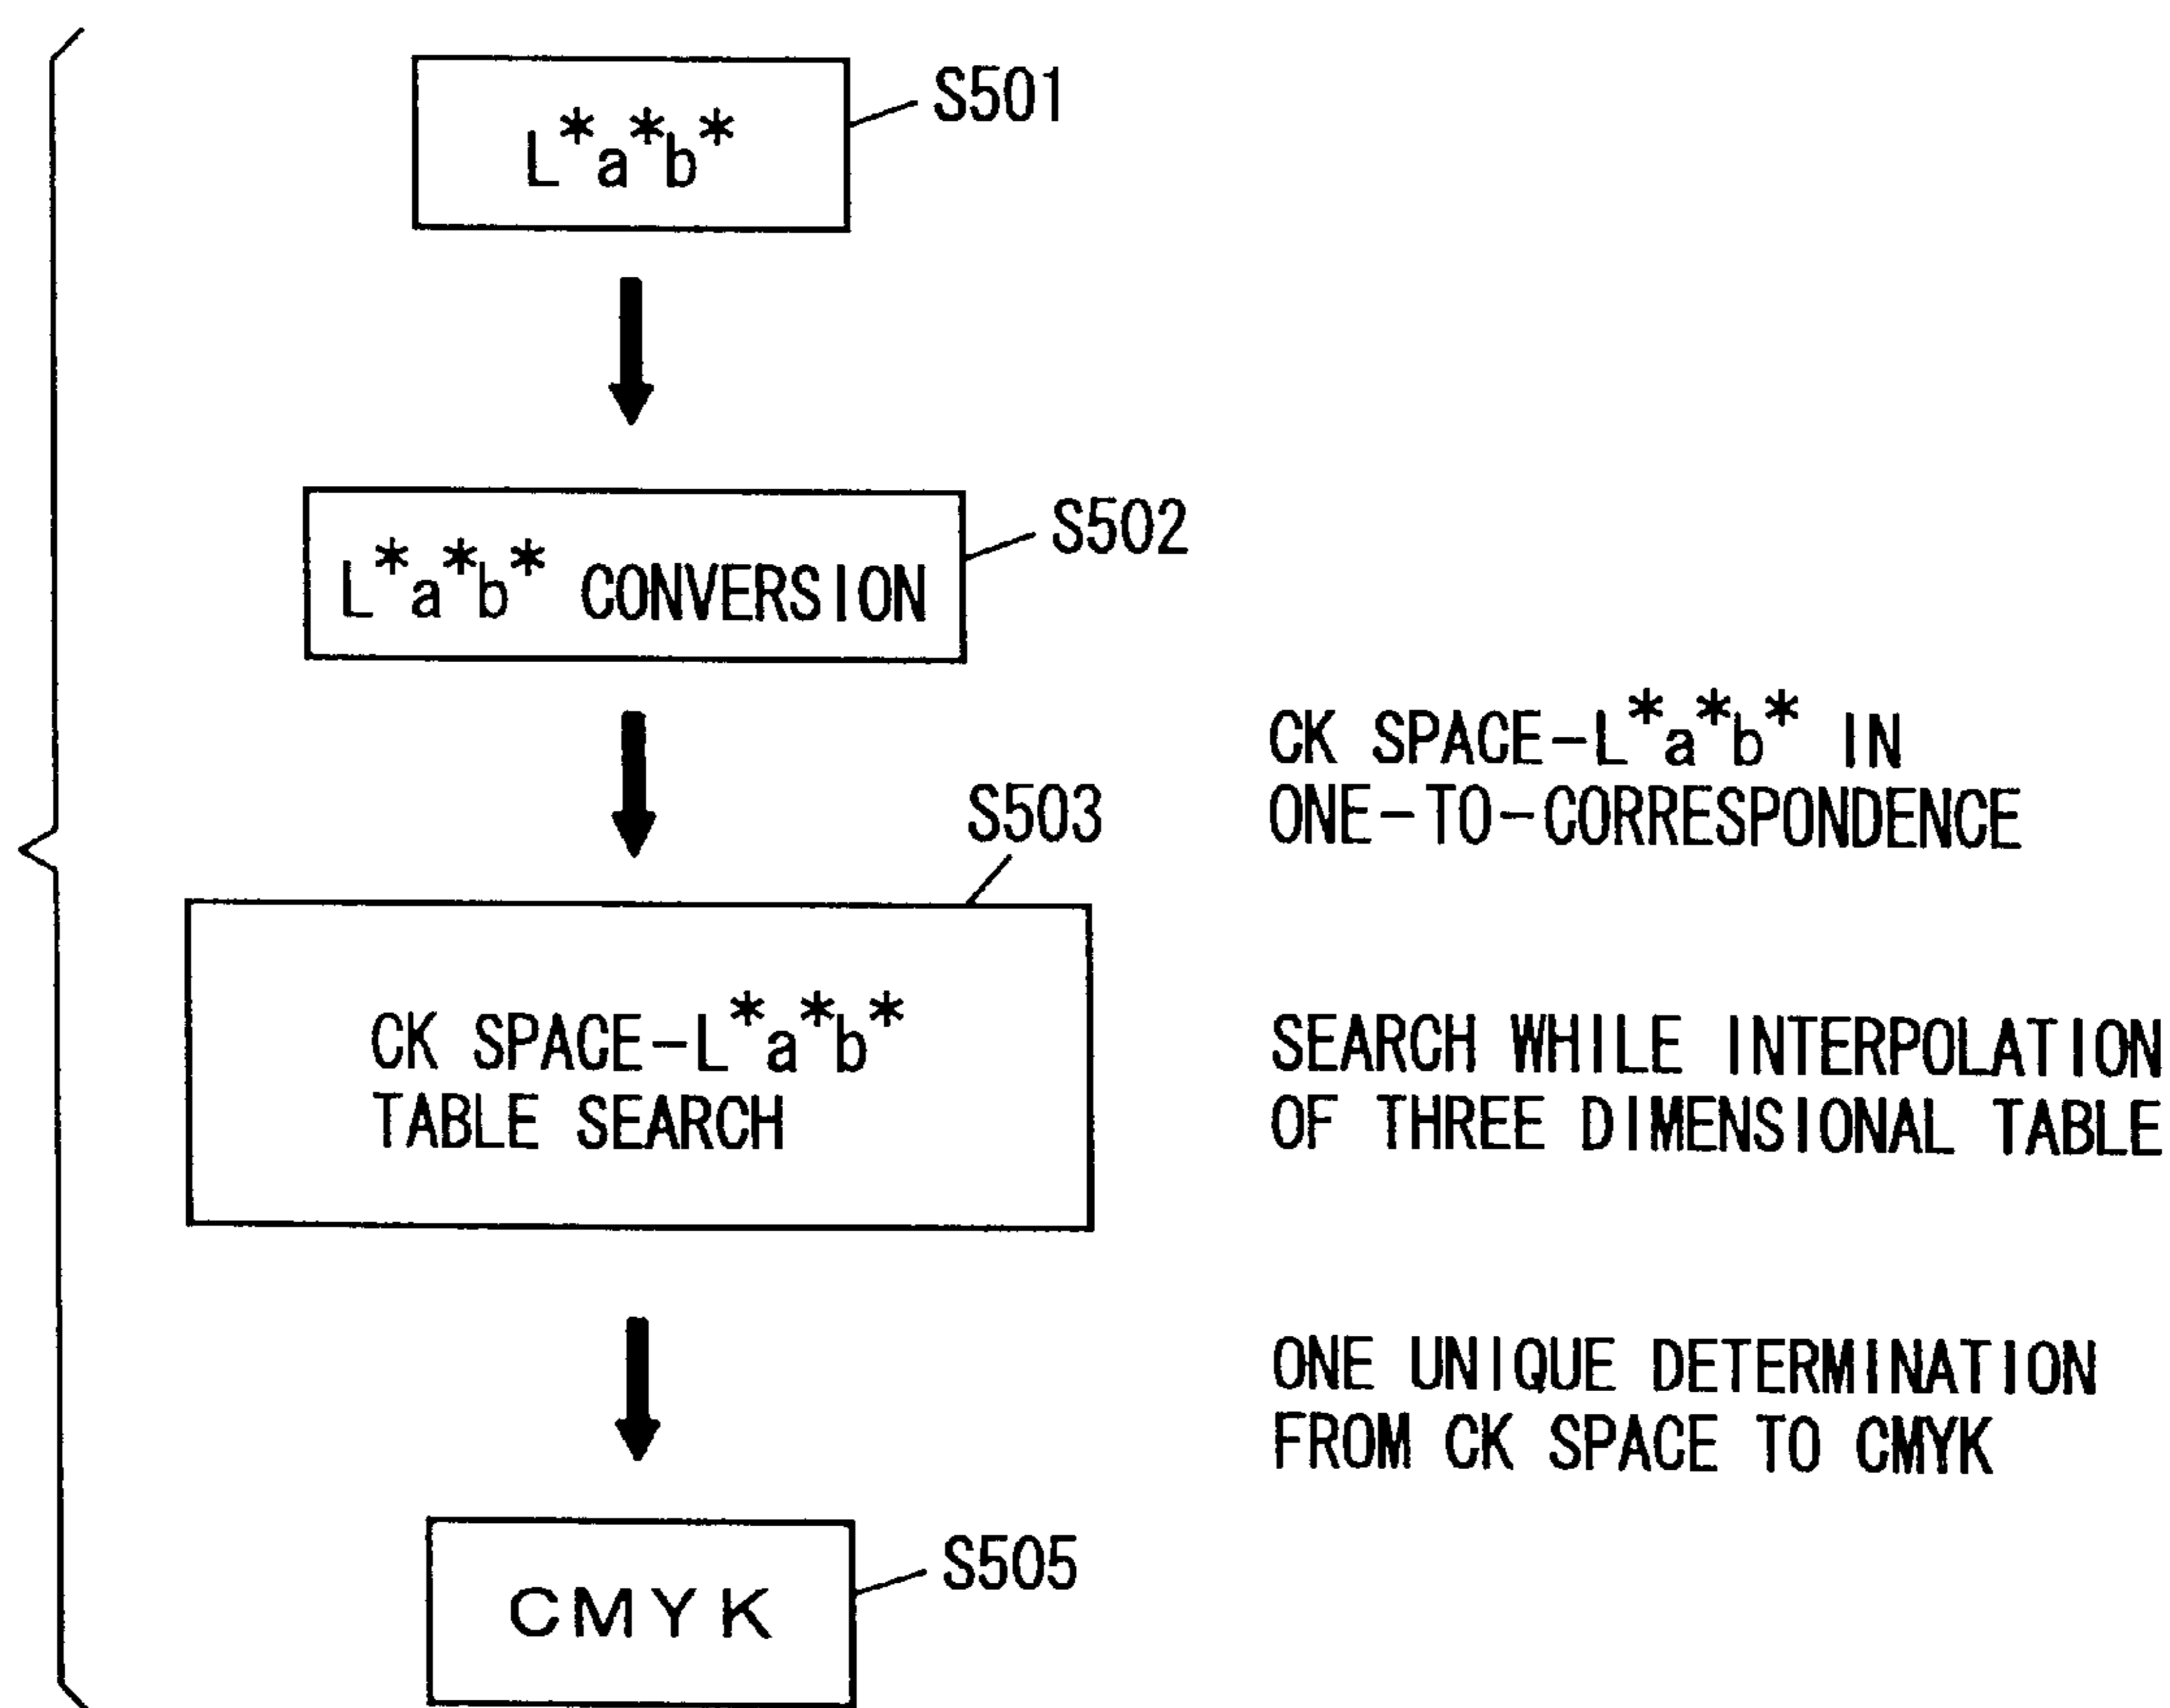 L*a*b*
S501
L*a*b* CONVERSION
S502
CK SPACE-L*a*b* IN
ONE-TO-CORRESPONDENCE
S503
CK SPACE-L*a*b*
TABLE SEARCH
SEARCH WHILE INTERPOLATION
OF THREE DIMENSIONAL TABLE
ONE UNIQUE DETERMINATION
FROM CK SPACE TO CMYK
CMYK
S505